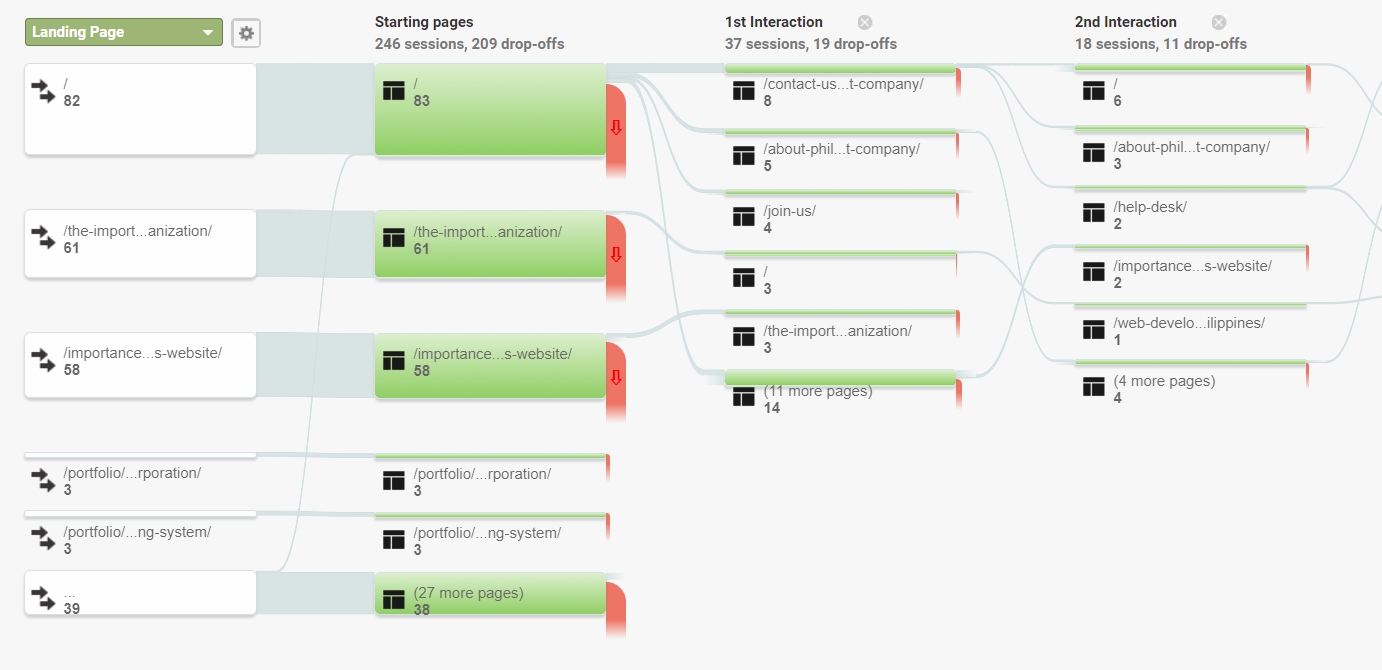 Landing Page
/
82
/the-import...anization/
61
/importance...s-website/
58
/portfolio/...rporation/
3
/portfolio/...ng-system/
3
...
39
Starting pages
246 sessions, 209 drop-offs
/
83
/the-import...anization/
61
/importance...s-website/
58
/portfolio/...rporation/
3
/portfolio/...ng-system/
3
(27 more pages)
38
1st Interaction
37 sessions, 19 drop-offs
/contact-us...t-company/
8
/about-phil...t-company/
5
/join-us/
4
/
3
/the-import...anization/
3
(11 more pages)
14
2nd Interaction
18 sessions, 11 drop-offs
/
6
/about-phil...t-company/
3
/help-desk/
2
/importance...s-website/
2
/web-develo...ilippines/
1
(4 more pages)
4